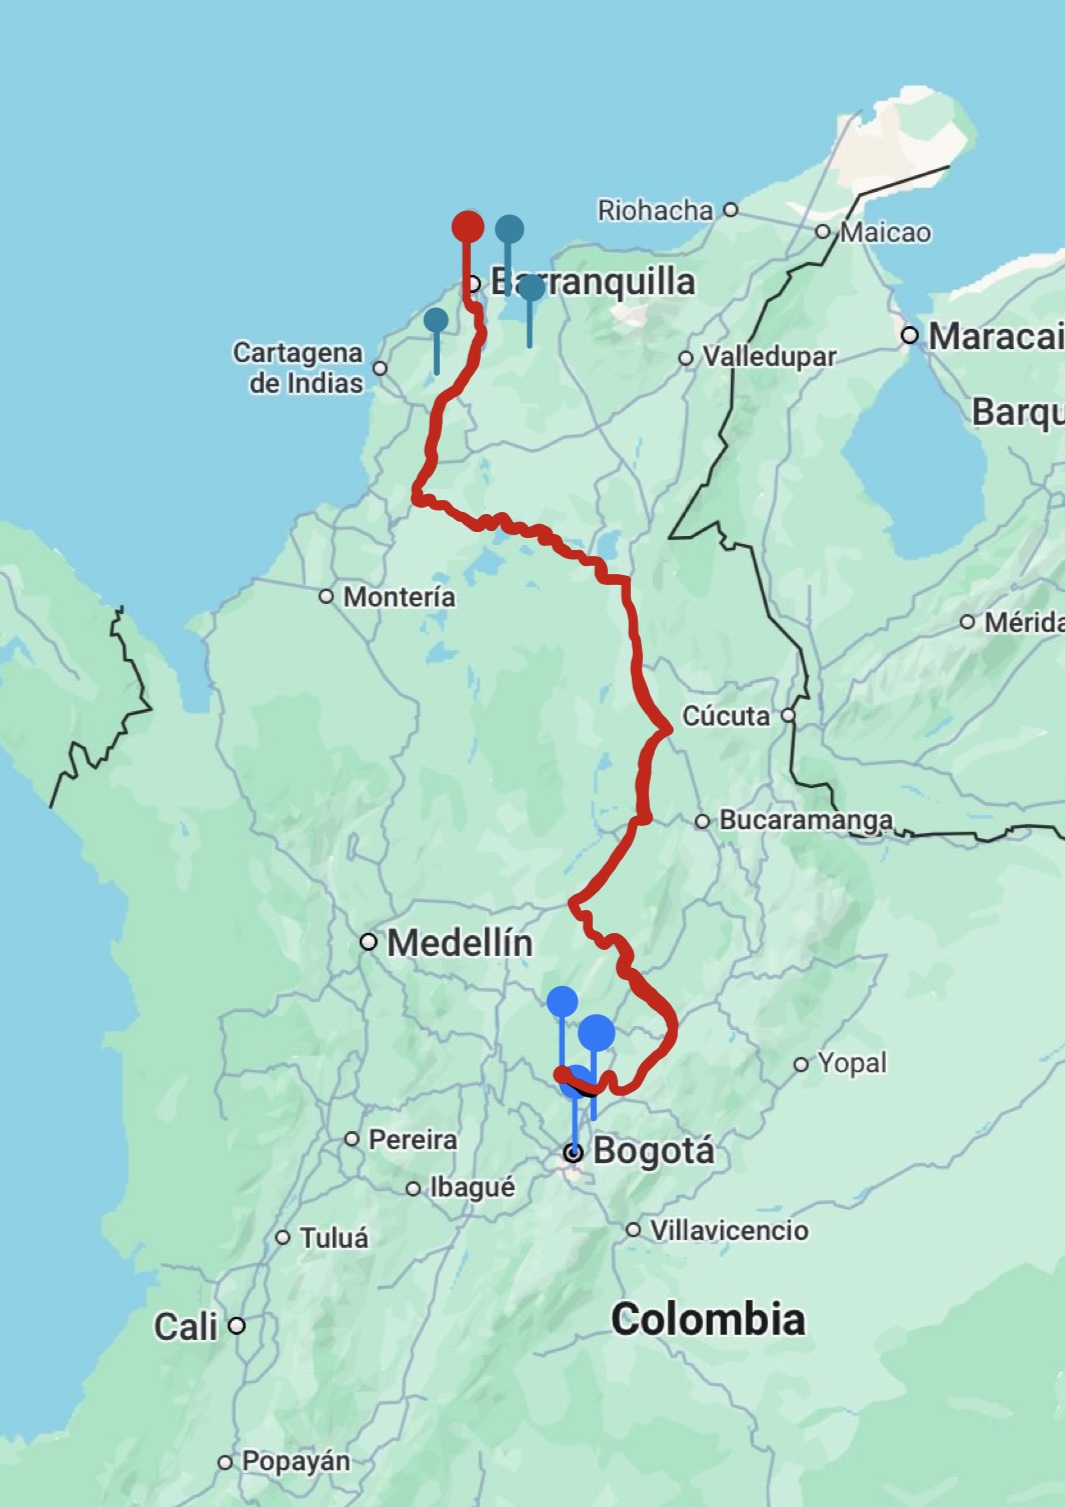 Riohacha
Maicao
Barranquilla
Maracai
Cartagena
de Indias
Valledupar
Barqu
Montería
Mérida
Cúcuta
Bucaramanga
Medellín
Yopal
Pereira
Bogotá
Ibagué
Villavicencio
Tuluá
Colombia
Cali
Popayán